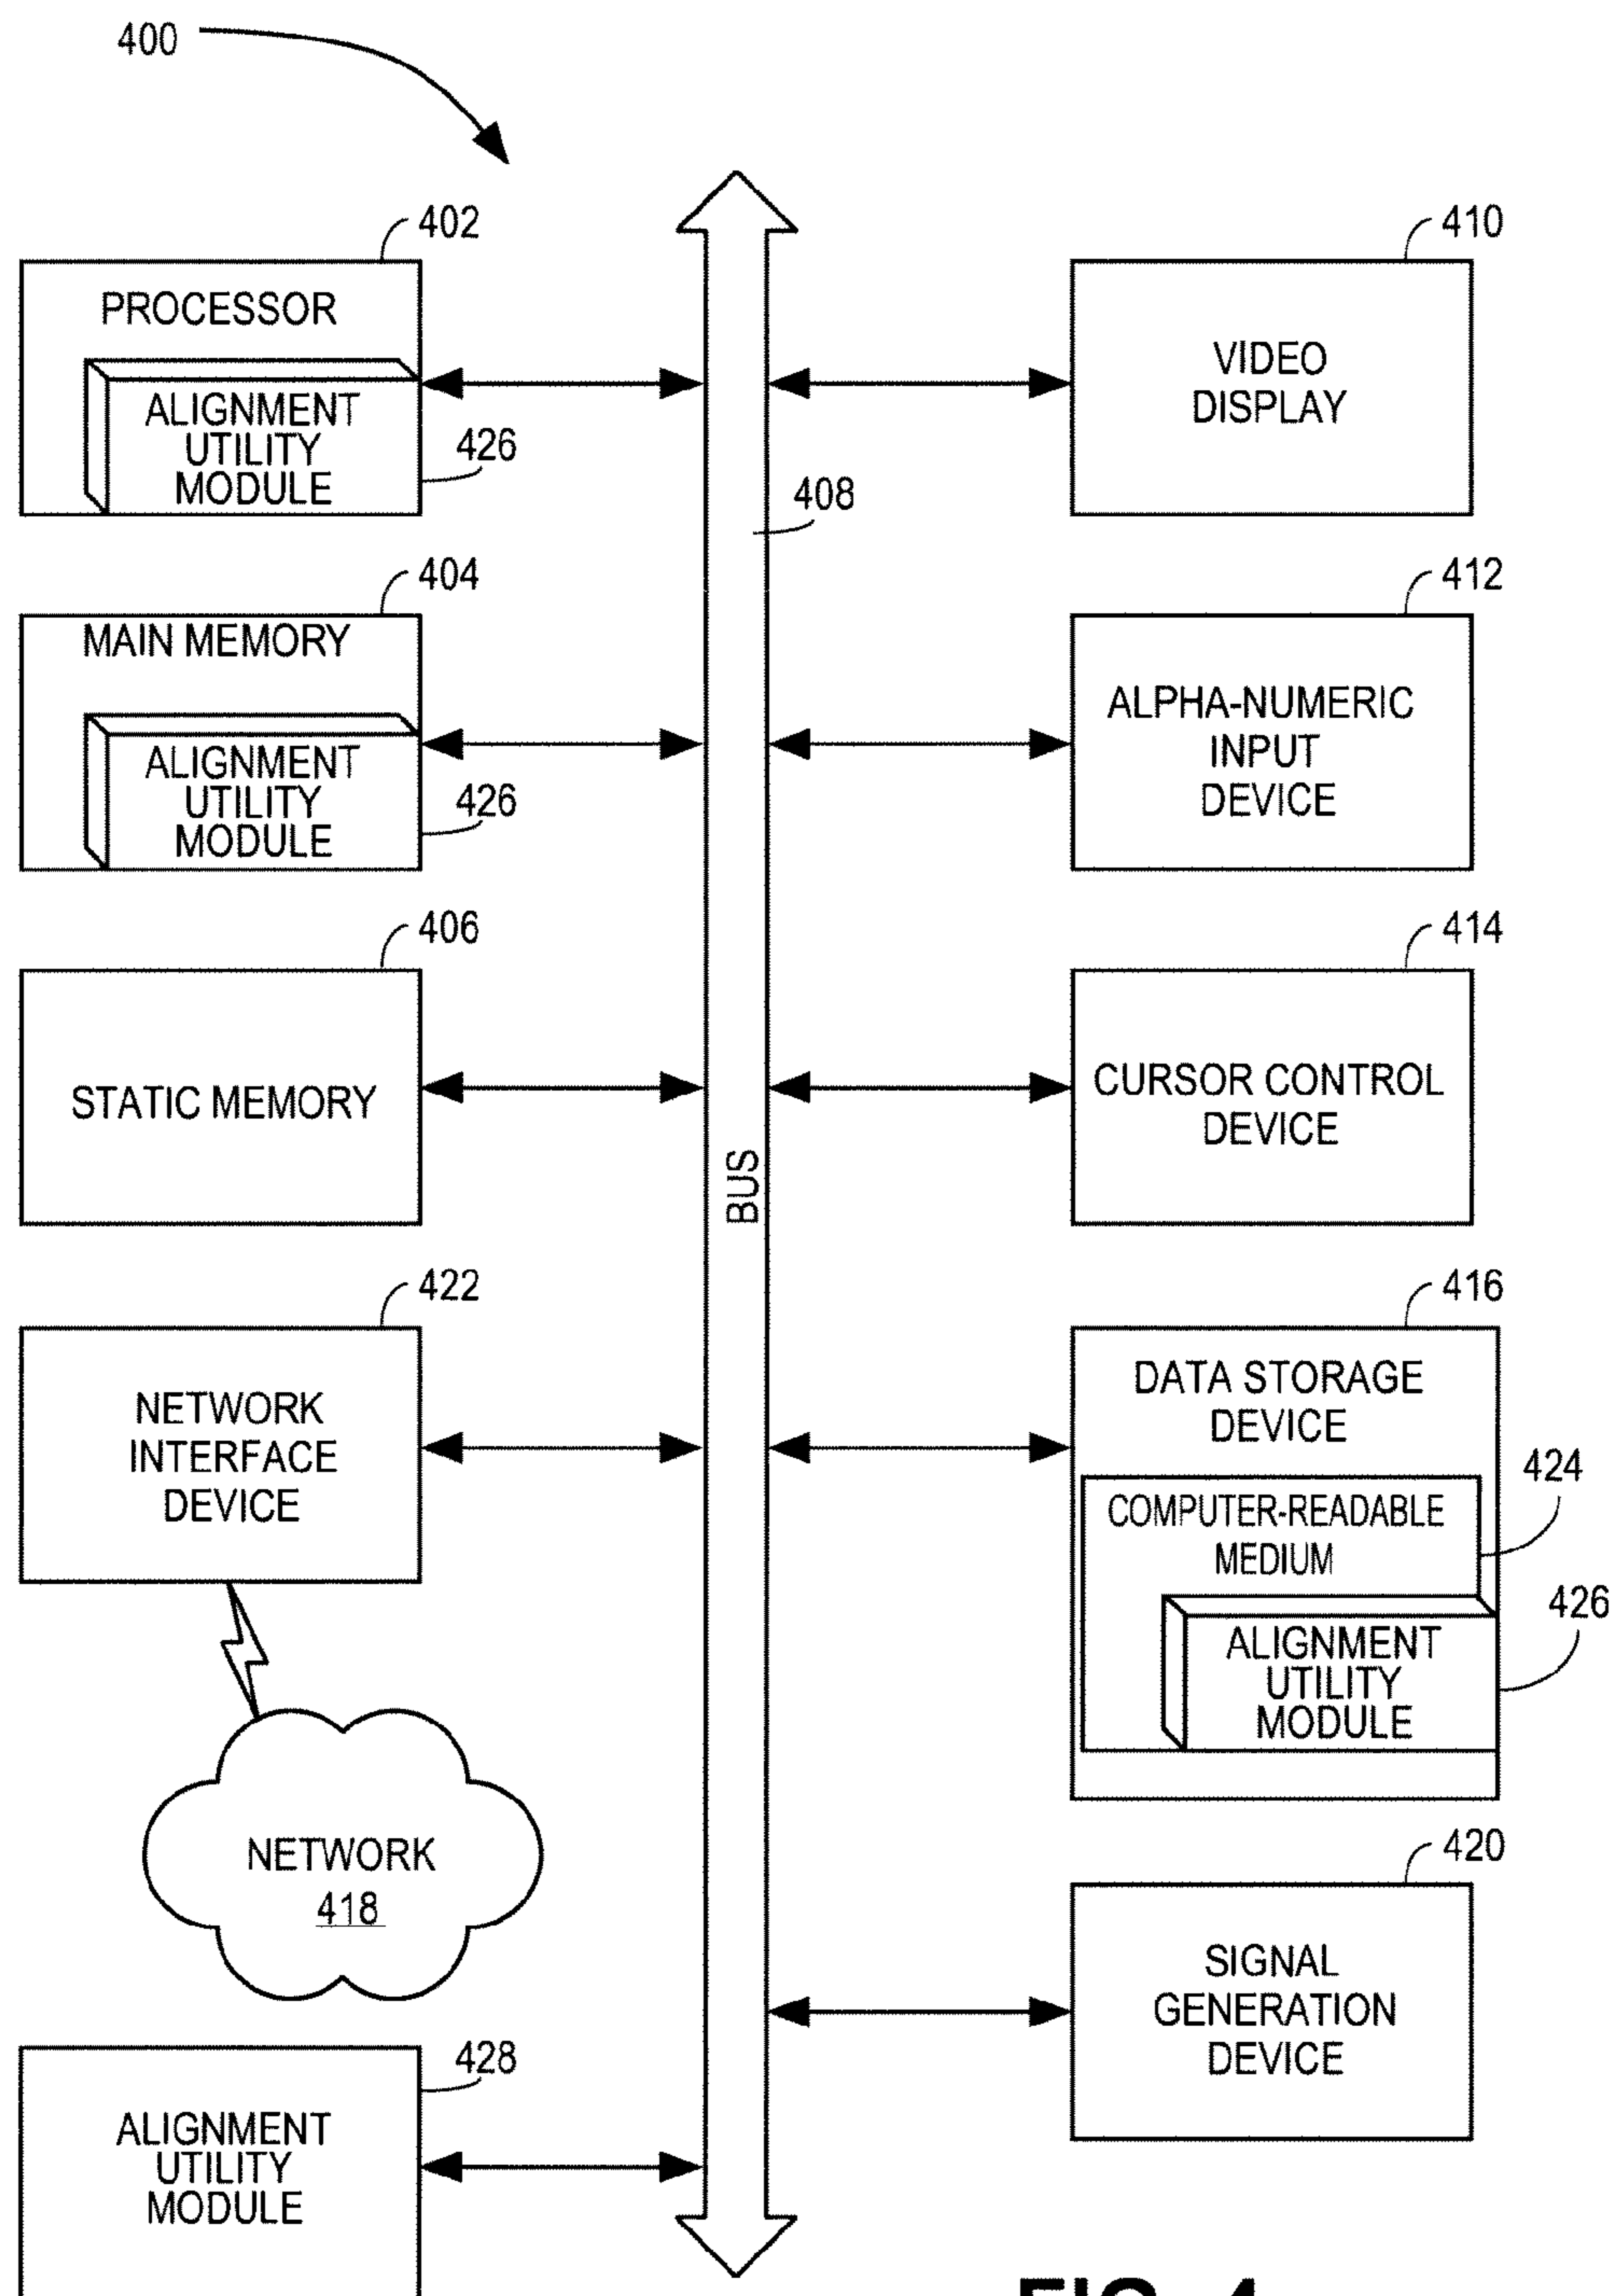 400
402
PROCESSOR
ALIGNMENT
UTILITY
MODULE
426
404
MAIN MEMORY
ALIGNMENT
UTILITY
MODULE
426
406
STATIC MEMORY
422
NETWORK
INTERFACE
DEVICE
NETWORK
418
428
ALIGNMENT
UTILITY
MODULE
408
BUS
410
VIDEO
DISPLAY
412
ALPHA-NUMERIC
INPUT
DEVICE
414
CURSOR CONTROL
DEVICE
416
DATA STORAGE
DEVICE
424
COMPUTER-READABLE
MEDIUM
426
ALIGNMENT
UTILITY
MODULE
420
SIGNAL
GENERATION
DEVICE